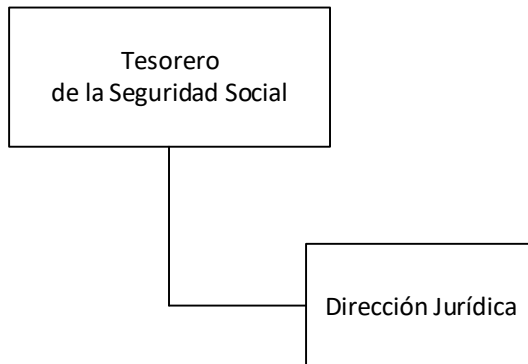 Tesorero
de la Seguridad Social
Dirección Jurídica